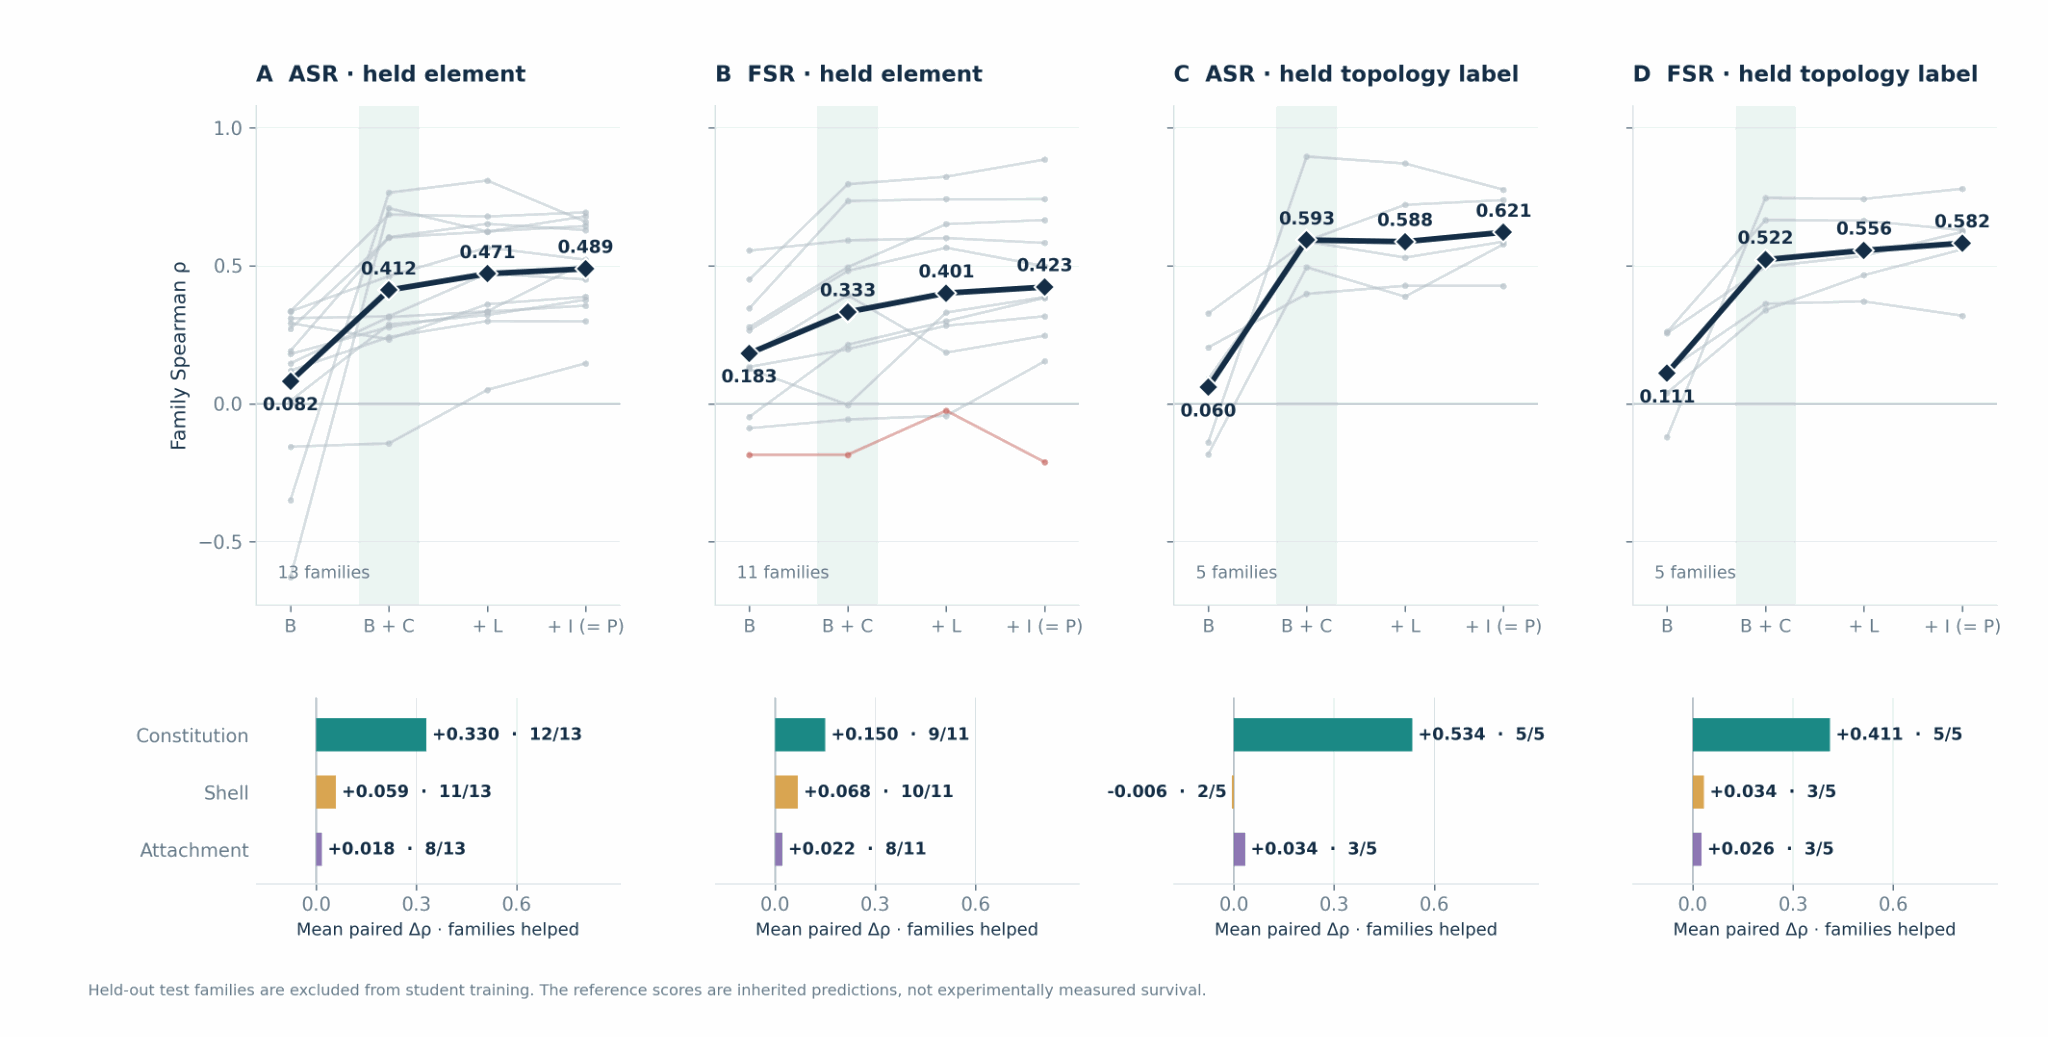 A ASR · held element
B FSR · held element
C ASR · held topology label
D FSR · held topology label
Family Spearman ρ
1.0
0.5
0.0
−0.5
0.082
0.412
0.471
0.489
13 families
B
B + C
+ L
+ I (= P)
0.183
0.333
0.401
0.423
11 families
B
B + C
+ L
+ I (= P)
0.060
0.593
0.588
0.621
5 families
B
B + C
+ L
+ I (= P)
0.111
0.522
0.556
0.582
5 families
B
B + C
+ L
+ I (= P)
Constitution
Shell
Attachment
+0.330 · 12/13
+0.059 · 11/13
+0.018 · 8/13
0.0 0.3 0.6
Mean paired Δρ · families helped
+0.150 · 9/11
+0.068 · 10/11
+0.022 · 8/11
0.0 0.3 0.6
Mean paired Δρ · families helped
+0.534 · 5/5
-0.006 · 2/5
+0.034 · 3/5
0.0 0.3 0.6
Mean paired Δρ · families helped
+0.411 · 5/5
+0.034 · 3/5
+0.026 · 3/5
0.0 0.3 0.6
Mean paired Δρ · families helped
Held-out test families are excluded from student training. The reference scores are inherited predictions, not experimentally measured survival.